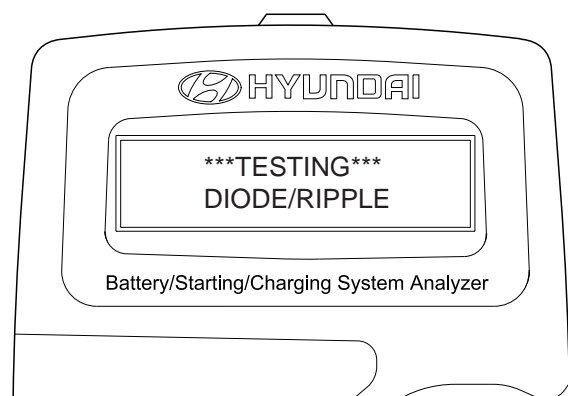 HYUNDAI
***TESTING***
DIODE/RIPPLE
Battery/Starting/Charging System Analyzer